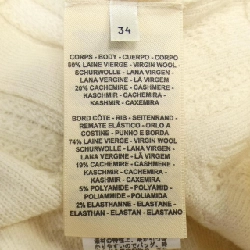 34
CORPS - BODY - CUERPO - CORPO
80% LAINE VIERGE - VIRGIN WOOL
SCHURWOLLE - LANA VIRGEN
LANA VERGINE - LÃ VIRGEM
20% CACHEMIRE - CASHMERE
KASCHMIR - CACHEMIRA
KASHMIR - CAXEMIRA
BORD CÔTE - RIB - SEITENRAND
REMATE ELÁSTICO - ORLO A
COSTINE - PUNHO E BORDA
74% LAINE VIERGE - VIRGIN WOOL
SCHURWOLLE - LANA VIRGEN
LANA VERGINE - LÃ VIRGEM
19% CACHEMIRE - CASHMERE
KASCHMIR - CACHEMIRA
KASHMIR - CAXEMIRA
5% POLYAMIDE - POLYAMID
POLIAMMIDE - POLIAMIDA
2% ELASTHANNE - ELASTANE
ELASTHAN - ELASTAN - ELASTANO